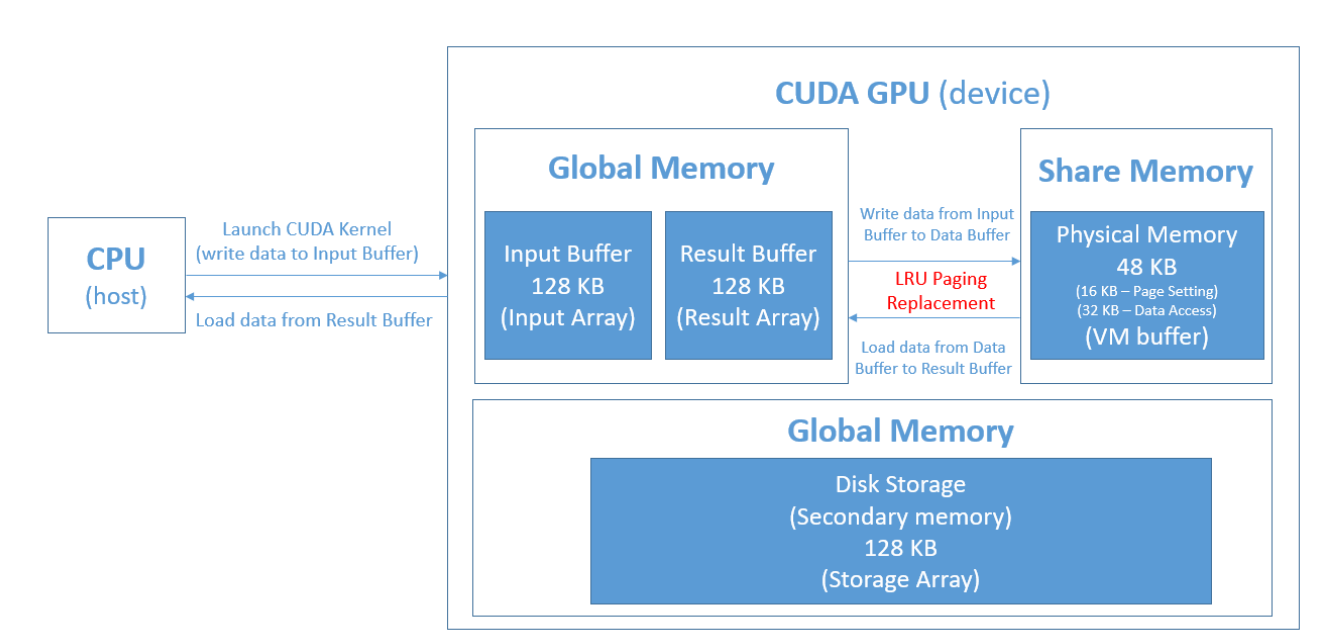 CUDA GPU (device)
Global Memory
Share Memory
CPU
(host)
Launch CUDA Kernel
(write data to Input Buffer)
Load data from Result Buffer
Input Buffer
128 KB
(Input Array)
Result Buffer
128 KB
(Result Array)
Write data from Input
Buffer to Data Buffer
LRU Paging
Replacement
Load data from Data
Buffer to Result Buffer
Physical Memory
48 KB
(16 KB – Page Setting)
(32 KB – Data Access)
(VM buffer)
Global Memory
Disk Storage
(Secondary memory)
128 KB
(Storage Array)